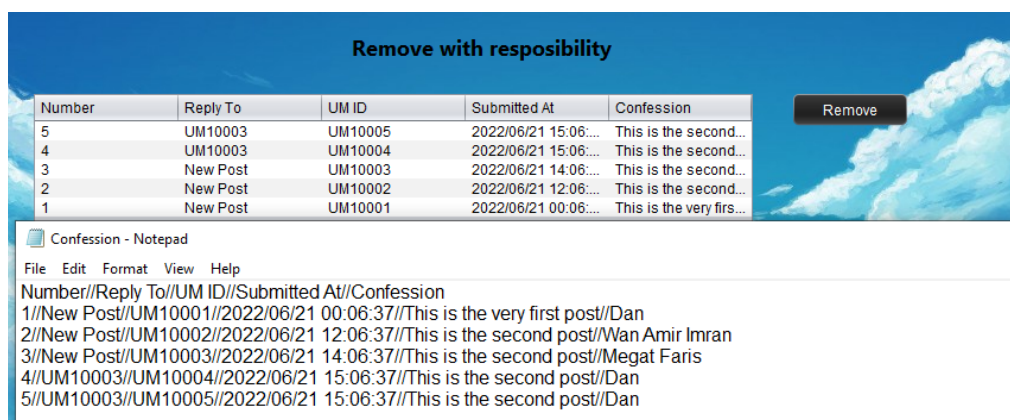 Remove with resposibility
Number Reply To UM ID Submitted At Confession
Remove
5 UM10003 UM10005 2022/06/21 15:06:... This is the second...
4 UM10003 UM10004 2022/06/21 15:06:... This is the second...
3 New Post UM10003 2022/06/21 14:06:... This is the second...
2 New Post UM10002 2022/06/21 12:06:... This is the second...
1 New Post UM10001 2022/06/21 00:06:... This is the very firs...
Confession - Notepad
File Edit Format View Help
Number//Reply To//UM ID//Submitted At//Confession
1//New Post//UM10001//2022/06/21 00:06:37//This is the very first post//Dan
2//New Post//UM10002//2022/06/21 12:06:37//This is the second post//Wan Amir Imran
3//New Post//UM10003//2022/06/21 14:06:37//This is the second post//Megat Faris
4//UM10003//UM10004//2022/06/21 15:06:37//This is the second post//Dan
5//UM10003//UM10005//2022/06/21 15:06:37//This is the second post//Dan